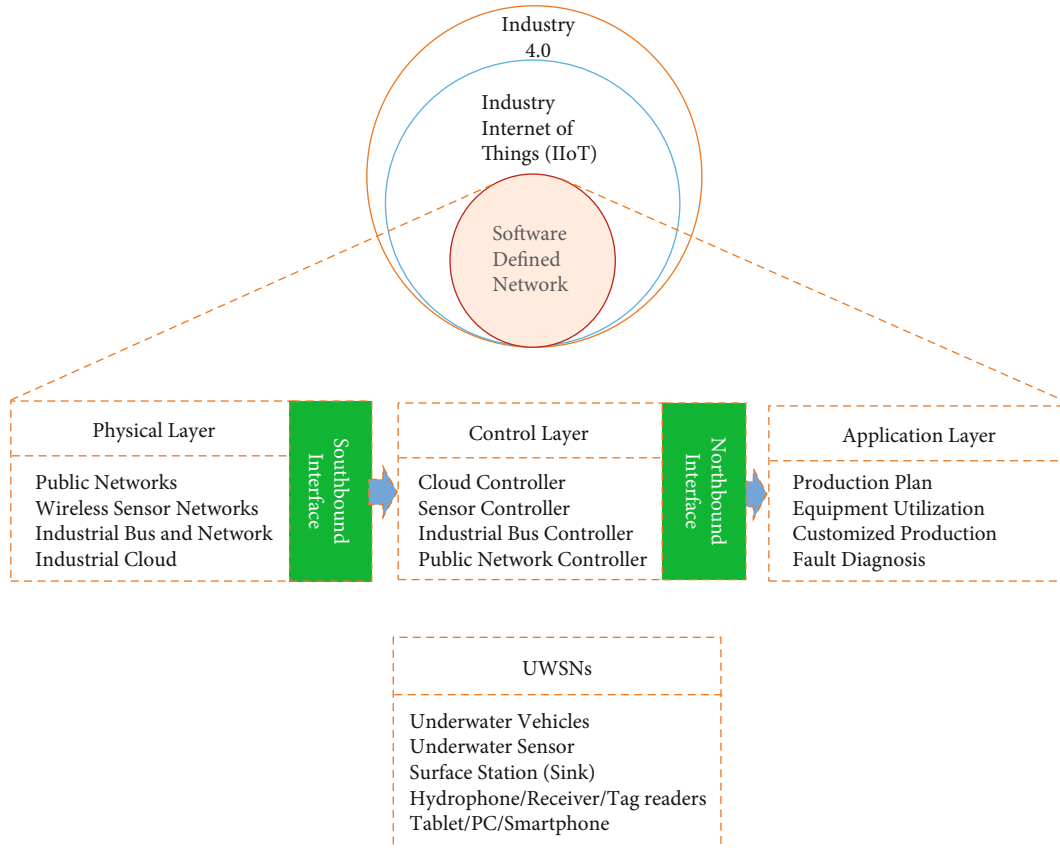 Industry
4.0
Industry
Internet of
Things (IIoT)
Software
Defined
Network
Physical Layer
Public Networks
Wireless Sensor Networks
Industrial Bus and Network
Industrial Cloud
Southbound
Interface
Control Layer
Cloud Controller
Sensor Controller
Industrial Bus Controller
Public Network Controller
Northbound
Interface
Application Layer
Production Plan
Equipment Utilization
Customized Production
Fault Diagnosis
UWSNs
Underwater Vehicles
Underwater Sensor
Surface Station (Sink)
Hydrophone/Receiver/Tag readers
Tablet/PC/Smartphone